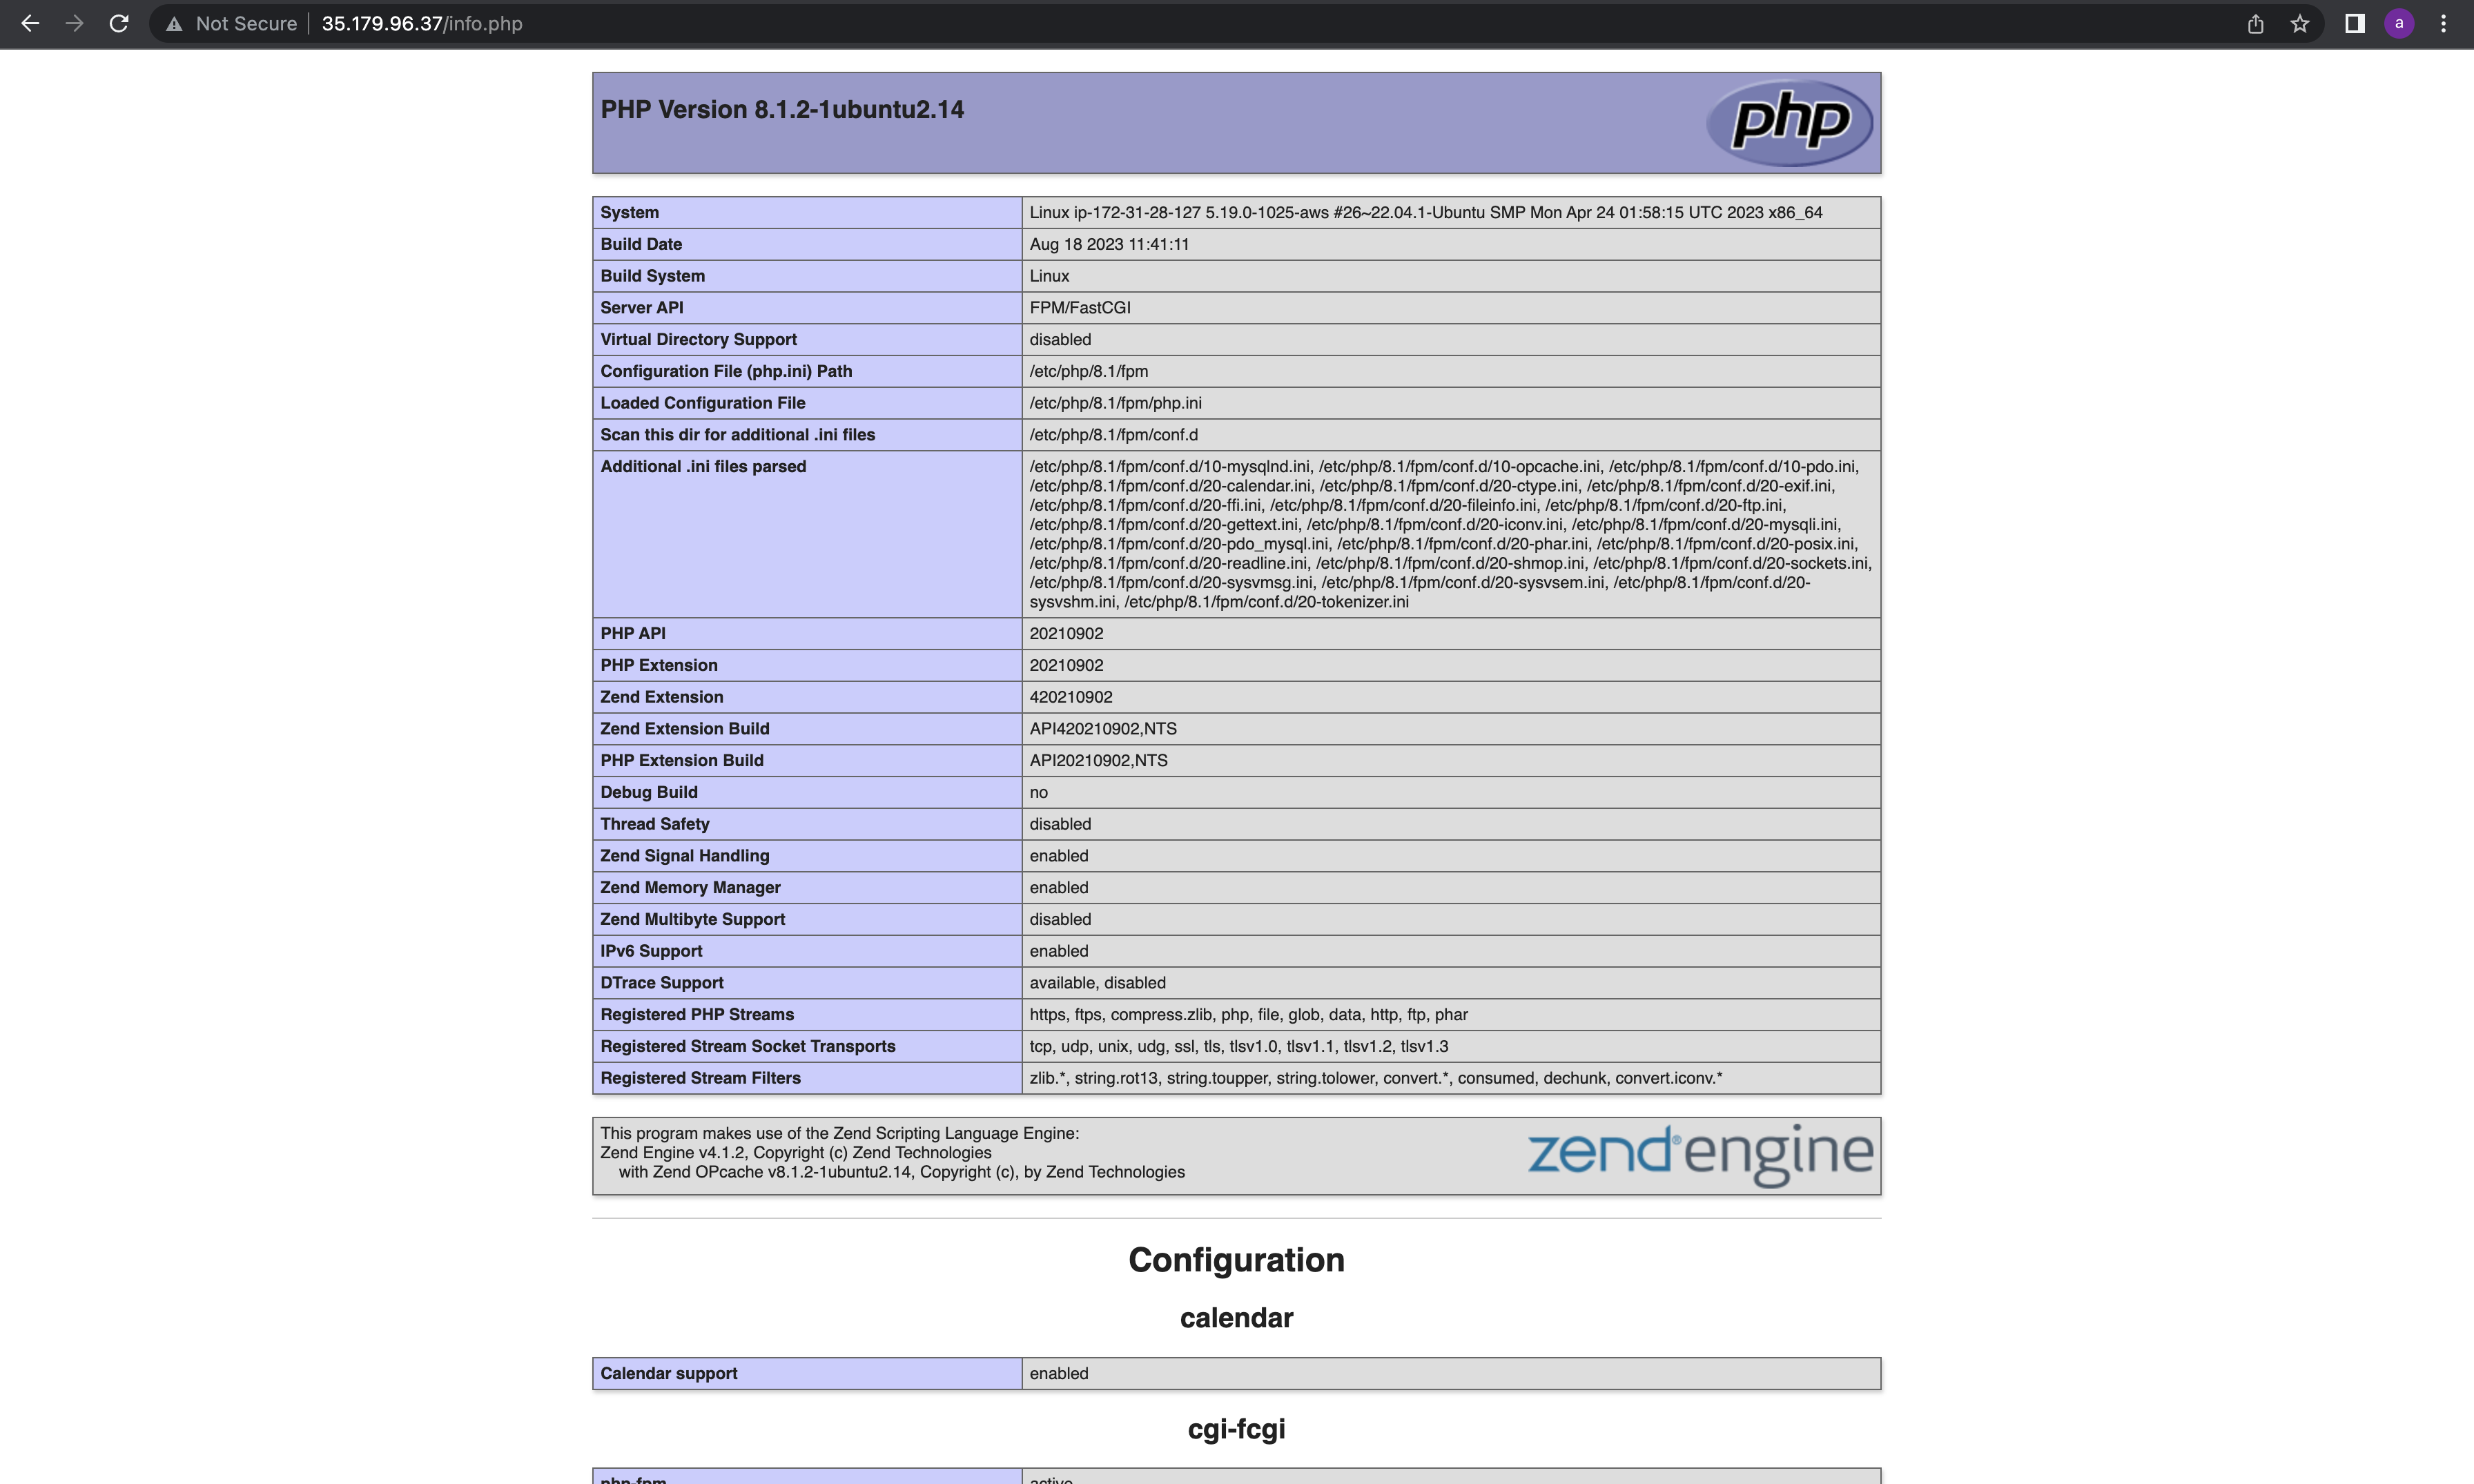 Not Secure | 35.179.96.37/info.php
a
PHP Version 8.1.2-1ubuntu2.14
php
System Linux ip-172-31-28-127 5.19.0-1025-aws #26~22.04.1-Ubuntu SMP Mon Apr 24 01:58:15 UTC 2023 x86_64
Build Date Aug 18 2023 11:41:11
Build System Linux
Server API FPM/FastCGI
Virtual Directory Support disabled
Configuration File (php.ini) Path /etc/php/8.1/fpm
Loaded Configuration File /etc/php/8.1/fpm/php.ini
Scan this dir for additional .ini files /etc/php/8.1/fpm/conf.d
Additional .ini files parsed /etc/php/8.1/fpm/conf.d/10-mysqlnd.ini, /etc/php/8.1/fpm/conf.d/10-opcache.ini, /etc/php/8.1/fpm/conf.d/10-pdo.ini,
/etc/php/8.1/fpm/conf.d/20-calendar.ini, /etc/php/8.1/fpm/conf.d/20-ctype.ini, /etc/php/8.1/fpm/conf.d/20-exif.ini,
/etc/php/8.1/fpm/conf.d/20-ffi.ini, /etc/php/8.1/fpm/conf.d/20-fileinfo.ini, /etc/php/8.1/fpm/conf.d/20-ftp.ini,
/etc/php/8.1/fpm/conf.d/20-gettext.ini, /etc/php/8.1/fpm/conf.d/20-iconv.ini, /etc/php/8.1/fpm/conf.d/20-mysqli.ini,
/etc/php/8.1/fpm/conf.d/20-pdo_mysql.ini, /etc/php/8.1/fpm/conf.d/20-phar.ini, /etc/php/8.1/fpm/conf.d/20-posix.ini,
/etc/php/8.1/fpm/conf.d/20-readline.ini, /etc/php/8.1/fpm/conf.d/20-shmop.ini, /etc/php/8.1/fpm/conf.d/20-sockets.ini,
/etc/php/8.1/fpm/conf.d/20-sysvmsg.ini, /etc/php/8.1/fpm/conf.d/20-sysvsem.ini, /etc/php/8.1/fpm/conf.d/20-
sysvshm.ini, /etc/php/8.1/fpm/conf.d/20-tokenizer.ini
PHP API 20210902
PHP Extension 20210902
Zend Extension 420210902
Zend Extension Build API420210902,NTS
PHP Extension Build API20210902,NTS
Debug Build no
Thread Safety disabled
Zend Signal Handling enabled
Zend Memory Manager enabled
Zend Multibyte Support disabled
IPv6 Support enabled
DTrace Support available, disabled
Registered PHP Streams https, ftps, compress.zlib, php, file, glob, data, http, ftp, phar
Registered Stream Socket Transports tcp, udp, unix, udg, ssl, tls, tlsv1.0, tlsv1.1, tlsv1.2, tlsv1.3
Registered Stream Filters zlib.*, string.rot13, string.toupper, string.tolower, convert.*, consumed, dechunk, convert.iconv.*
This program makes use of the Zend Scripting Language Engine:
Zend Engine v4.1.2, Copyright (c) Zend Technologies
with Zend OPcache v8.1.2-1ubuntu2.14, Copyright (c), by Zend Technologies
zend® engine
Configuration
calendar
Calendar support enabled
cgi-fcgi
php-fpm active